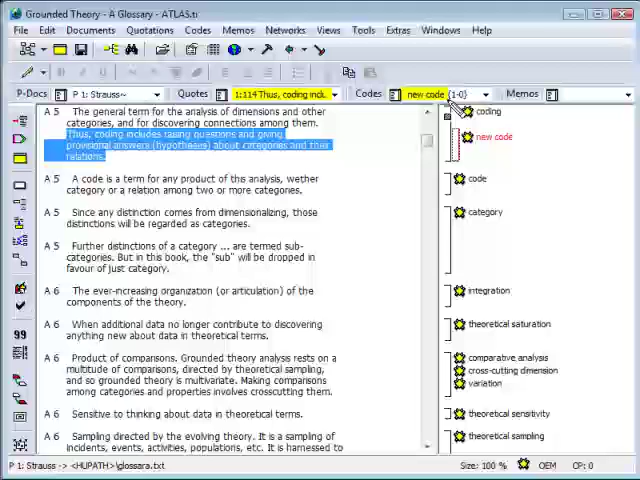 Grounded Theory - A Glossary - ATLAS.ti
File Edit Documents Quotations Codes Memos Networks Views Tools Extras Windows Help
P-Docs P 1: Strauss~ Quotes 1:114 Thus, coding incl. Codes new code {1-0} Memos
A 5 The general term for the analysis of dimensions and other
categories, and for discovering connections among them.
Thus, coding includes raising questions and giving
provisional answers (hypotheses) about categories and their
relations.
A 5 A code is a term for any product of this analysis, wether
category or a relation among two or more categories.
A 5 Since any distinction comes from dimensionalizing, those
distinctions will be regarded as categories.
A 5 Further distinctions of a category ... are termed sub-
categories. But in this book, the "sub" will be dropped in
favour of just category.
A 6 The ever-increasing organization (or articulation) of the
components of the theory.
A 6 When additional data no longer contribute to discovering
anything new about data in theoretical terms.
A 6 Product of comparisons. Grounded theory analysis rests on a
multitude of comparisons, directed by theoretical sampling,
and so grounded theory is multivariate. Making comparisons
among categories and properties involves crosscutting them.
A 6 Sensitive to thinking about data in theoretical terms.
A 6 Sampling directed by the evolving theory. It is a sampling of
incidents, events, activities, populations, etc. It is harnessed to
coding
new code
code
category
integration
theoretical saturation
comparative analysis
cross-cutting dimension
variation
theoretical sensitivity
theoretical sampling
P 1: Strauss -> <HUPATH>\glossara.txt Size: 100 % OEM CP: 0